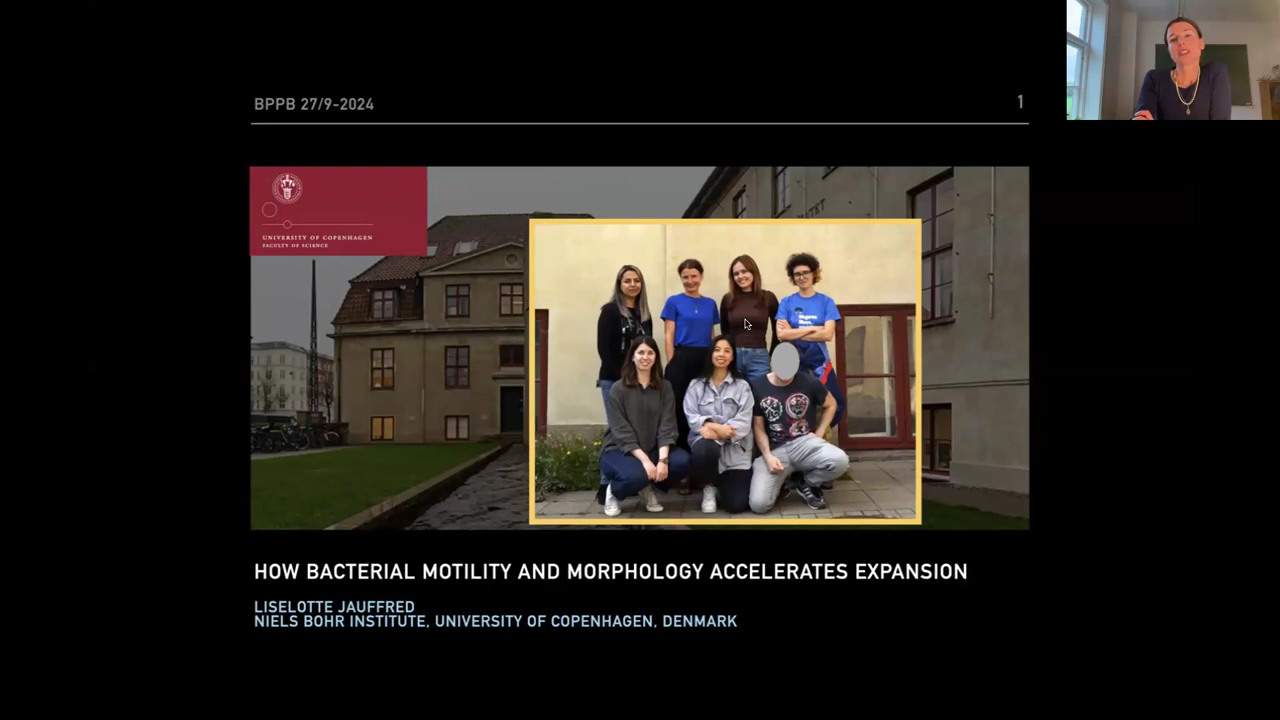 BPPB 27/9-2024
1
UNIVERSITY OF COPENHAGEN
FACULTY OF SCIENCE
HOW BACTERIAL MOTILITY AND MORPHOLOGY ACCELERATES EXPANSION
LISELOTTE JAUFFRED
NIELS BOHR INSTITUTE, UNIVERSITY OF COPENHAGEN, DENMARK